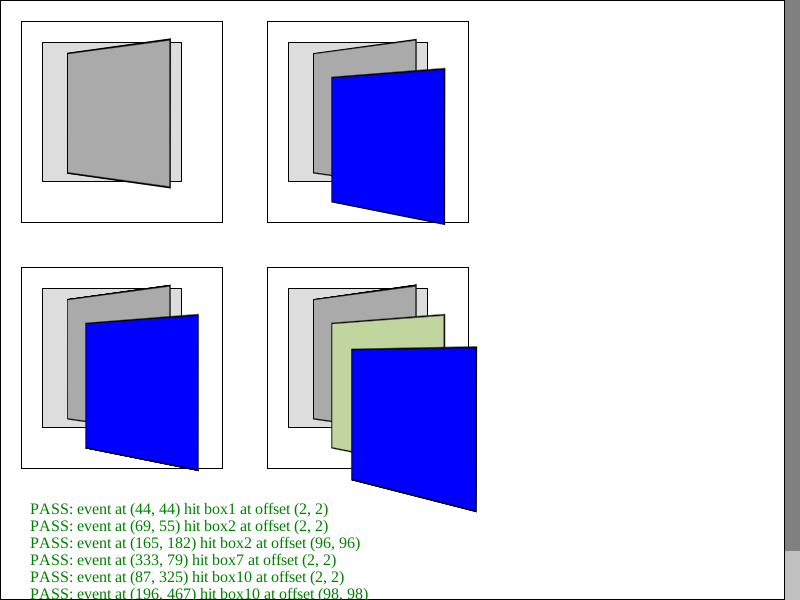 PASS: event at (44, 44) hit box1 at offset (2, 2)
PASS: event at (69, 55) hit box2 at offset (2, 2)
PASS: event at (165, 182) hit box2 at offset (96, 96)
PASS: event at (333, 79) hit box7 at offset (2, 2)
PASS: event at (87, 325) hit box10 at offset (2, 2)
PASS: event at (196, 467) hit box10 at offset (98, 98)